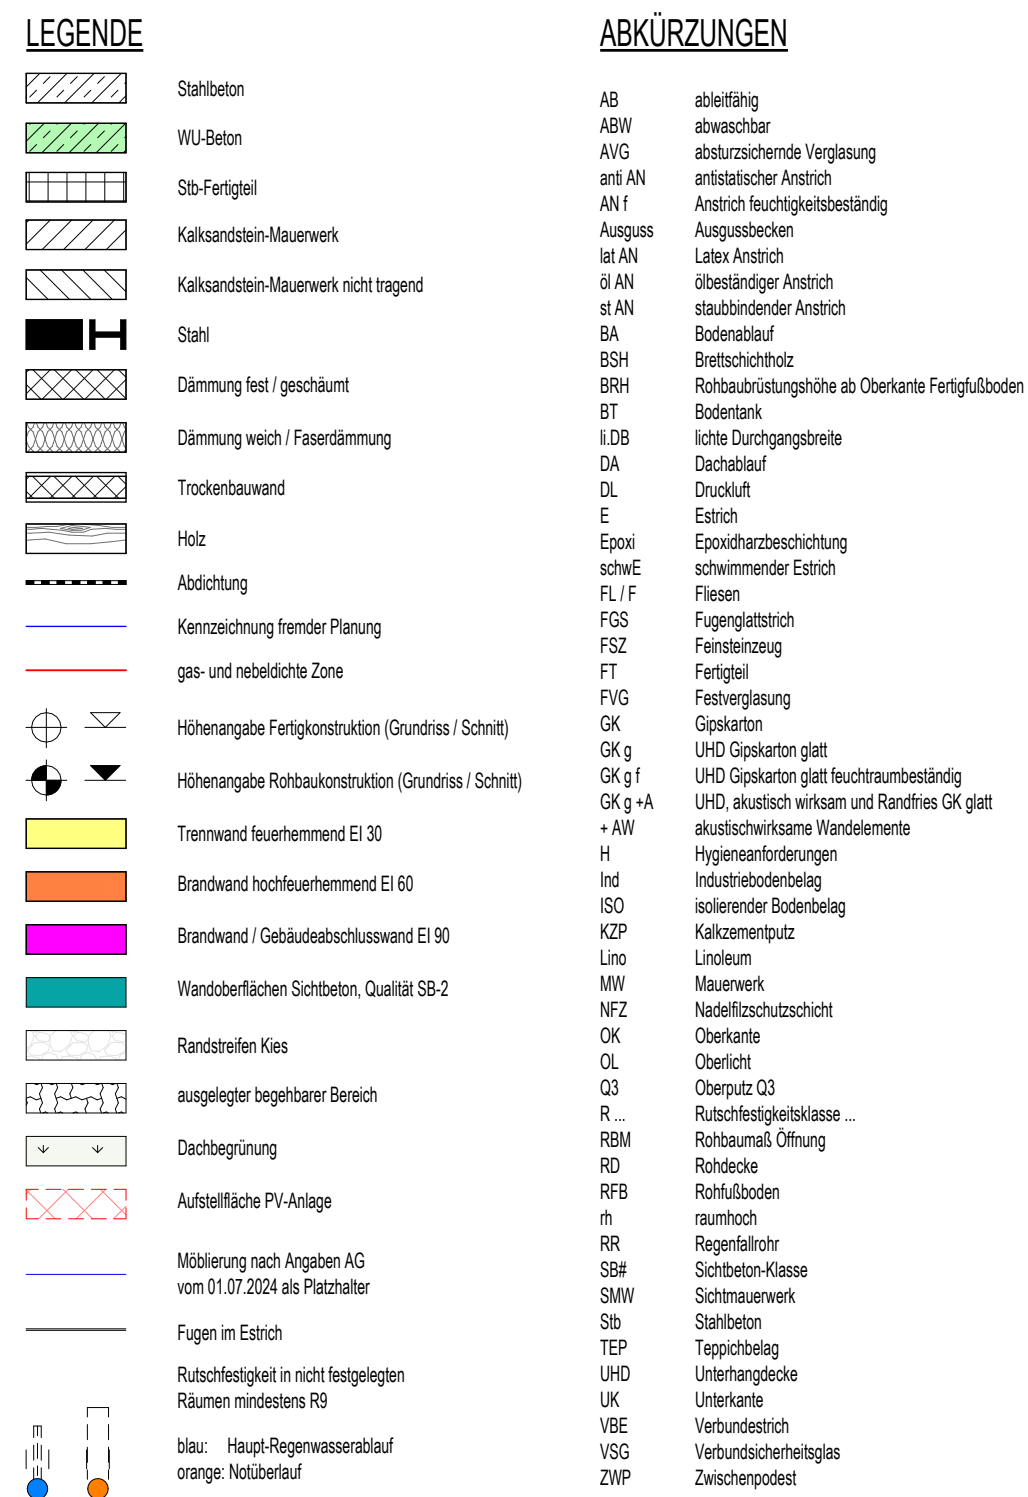 LEGENDE
Stahlbeton
WU-Beton
Stb-Fertigteil
Kalksandstein-Mauerwerk
Kalksandstein-Mauerwerk nicht tragend
Stahl
Dämmung fest / geschäumt
Dämmung weich / Faserdämmung
Trockenbauwand
Holz
Abdichtung
Kennzeichnung fremder Planung
gas- und nebeldichte Zone
Höhenangabe Fertigkonstruktion (Grundriss / Schnitt)
Höhenangabe Rohbaukonstruktion (Grundriss / Schnitt)
Trennwand feuerhemmend EI 30
Brandwand hochfeuerhemmend EI 60
Brandwand / Gebäudeabschlusswand EI 90
Wandoberflächen Sichtbeton, Qualität SB-2
Randstreifen Kies
ausgelegter begehbarer Bereich
Dachbegrünung
Aufstellfläche PV-Anlage
Möblierung nach Angaben AG
vom 01.07.2024 als Platzhalter
Fugen im Estrich
Rutschfestigkeit in nicht festgelegten
Räumen mindestens R9
blau: Haupt-Regenwasserablauf
orange: Notüberlauf
ABKÜRZUNGEN
AB ableitfähig
ABW abwaschbar
AVG absturzsichernde Verglasung
anti AN antistatischer Anstrich
AN f Anstrich feuchtigkeitsbeständig
Ausguss Ausgussbecken
lat AN Latex Anstrich
öl AN ölbeständiger Anstrich
st AN staubbindender Anstrich
BA Bodenablauf
BSH Brettschichtholz
BRH Rohbaubrüstungshöhe ab Oberkante Fertigfußboden
BT Bodentank
li.DB lichte Durchgangsbreite
DA Dachablauf
DL Druckluft
E Estrich
Epoxi Epoxidharzbeschichtung
schwE schwimmender Estrich
FL / F Fliesen
FGS Fugenglattstrich
FSZ Feinsteinzeug
FT Fertigteil
FVG Festverglasung
GK Gipskarton
GK g UHD Gipskarton glatt
GK g f UHD Gipskarton glatt feuchtraumbeständig
GK g +A UHD, akustisch wirksam und Randfries GK glatt
+ AW akustischwirksame Wandelemente
H Hygieneanforderungen
Ind Industriebodenbelag
ISO isolierender Bodenbelag
KZP Kalkzementputz
Lino Linoleum
MW Mauerwerk
NFZ Nadelfilzschutzschicht
OK Oberkante
OL Oberlicht
Q3 Oberputz Q3
R ... Rutschfestigkeitsklasse ...
RBM Rohbaumaß Öffnung
RD Rohdecke
RFB Rohfußboden
rh raumhoch
RR Regenfallrohr
SB# Sichtbeton-Klasse
SMW Sichtmauerwerk
Stb Stahlbeton
TEP Teppichbelag
UHD Unterhangdecke
UK Unterkante
VBE Verbundestrich
VSG Verbundsicherheitsglas
ZWP Zwischenpodest